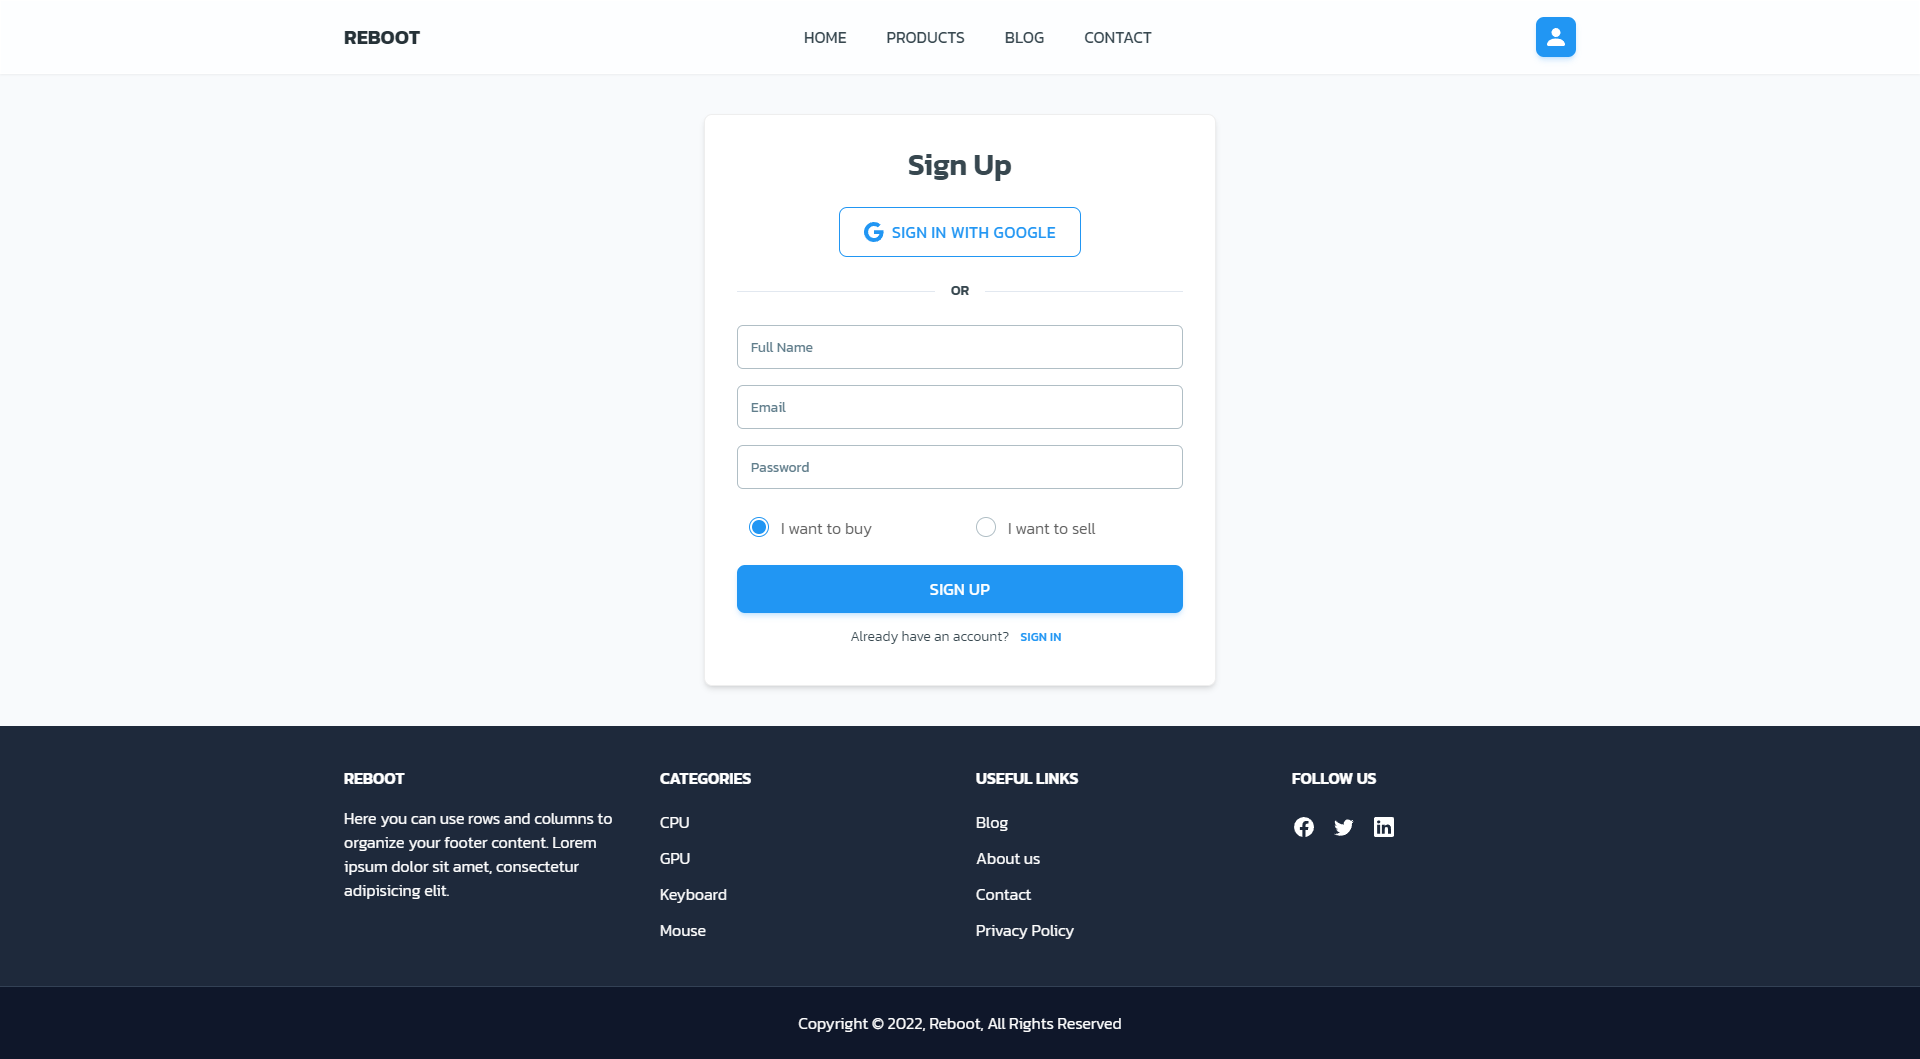 REBOOT
HOME PRODUCTS BLOG CONTACT
Sign Up
SIGN IN WITH GOOGLE
OR
Full Name
Email
Password
I want to buy
I want to sell
SIGN UP
Already have an account? SIGN IN
REBOOT
Here you can use rows and columns to
organize your footer content. Lorem
ipsum dolor sit amet, consectetur
adipisicing elit.
CATEGORIES
CPU
GPU
Keyboard
Mouse
USEFUL LINKS
Blog
About us
Contact
Privacy Policy
FOLLOW US
Copyright © 2022, Reboot, All Rights Reserved